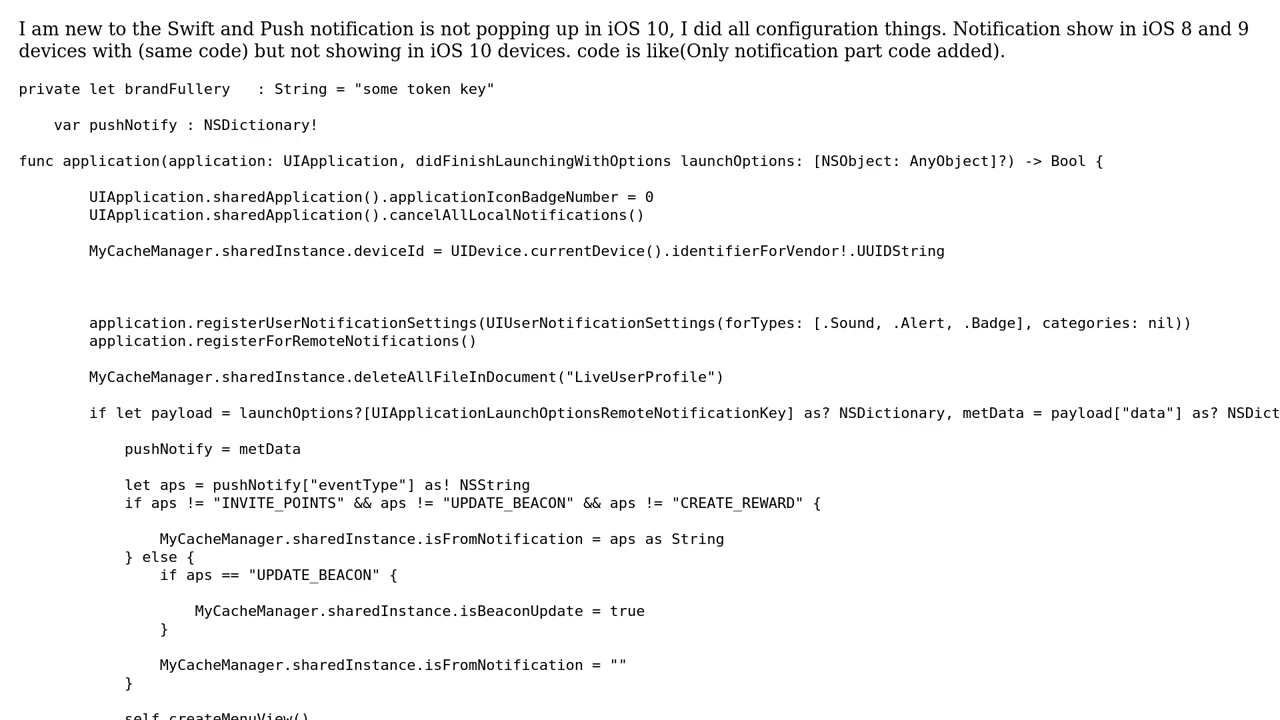 I am new to the Swift and Push notification is not popping up in iOS 10, I did all configuration things. Notification show in iOS 8 and 9
devices with (same code) but not showing in iOS 10 devices. code is like(Only notification part code added).
private let brandFullery   : String = "some token key"
    var pushNotify : NSDictionary!
func application(application: UIApplication, didFinishLaunchingWithOptions launchOptions: [NSObject: AnyObject]?) -> Bool {
        UIApplication.sharedApplication().applicationIconBadgeNumber = 0
        UIApplication.sharedApplication().cancelAllLocalNotifications()
        MyCacheManager.sharedInstance.deviceId = UIDevice.currentDevice().identifierForVendor!.UUIDString
        application.registerUserNotificationSettings(UIUserNotificationSettings(forTypes: [.Sound, .Alert, .Badge], categories: nil))
        application.registerForRemoteNotifications()
        MyCacheManager.sharedInstance.deleteAllFileInDocument("LiveUserProfile")
        if let payload = launchOptions?[UIApplicationLaunchOptionsRemoteNotificationKey] as? NSDictionary, metData = payload["data"] as? NSDict
            pushNotify = metData
            let aps = pushNotify["eventType"] as! NSString
            if aps != "INVITE_POINTS" && aps != "UPDATE_BEACON" && aps != "CREATE_REWARD" {
                MyCacheManager.sharedInstance.isFromNotification = aps as String
            } else {
                if aps == "UPDATE_BEACON" {
                    MyCacheManager.sharedInstance.isBeaconUpdate = true
                }
                MyCacheManager.sharedInstance.isFromNotification = ""
            }
            self.createMenuView()